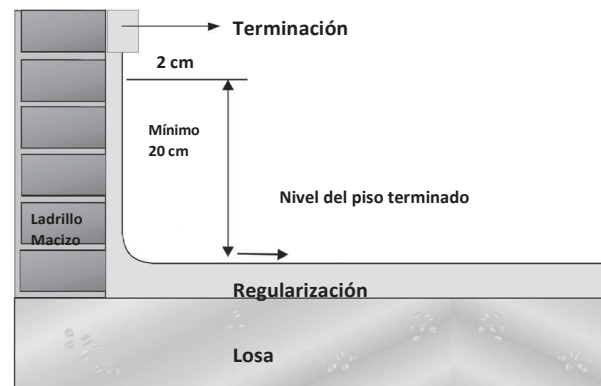 Terminación
2 cm
Mínimo
20 cm
Nivel del piso terminado
Ladrillo
Macizo
Regularización
Losa